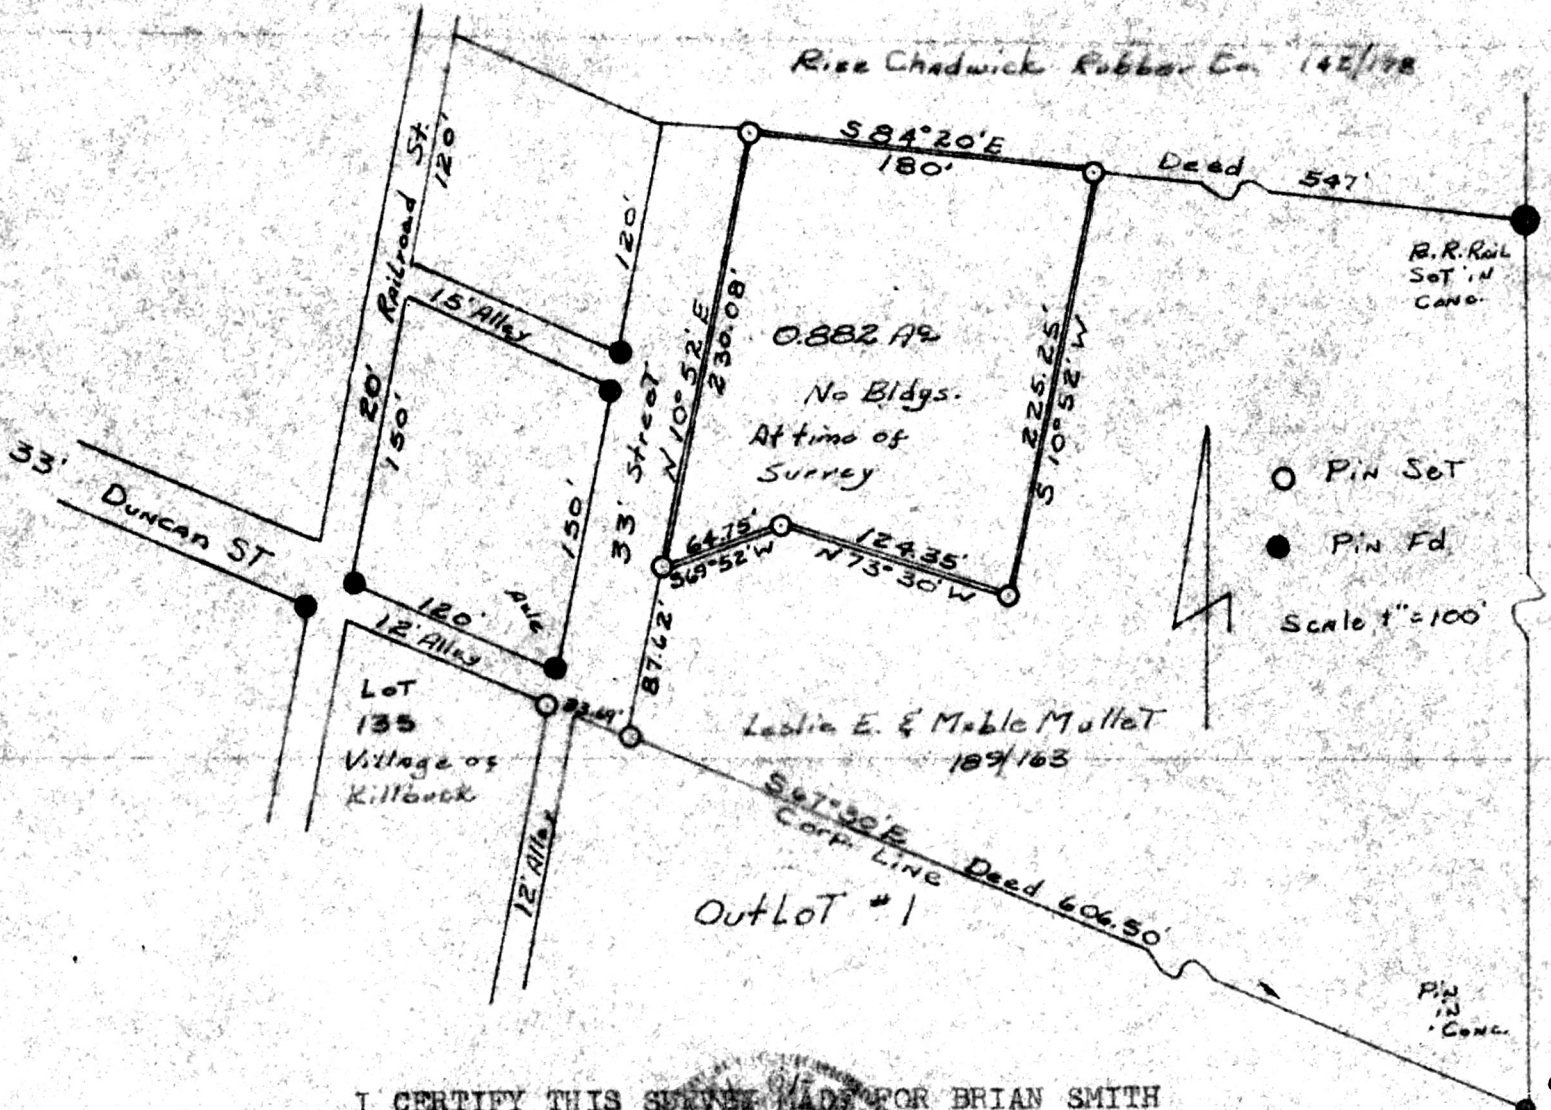 Rice Chadwick Rubber Co.
S 84° 20' E
180'
Deed
547'
R.R. Rail
Set in
Conc.
Railroad St.
120'
120'
15' Alley
N 10° 52' E
230.08'
0.882 Ac
No Bldgs.
At time of
Survey
225.25'
S 10° 52' W
20'
150'
150'
33' Street
33'
Duncan St
64.75'
S69°52'W
124.35'
N 73° 30' W
Pin Set
Pin Fd
Scale 1"=100'
120'
12' Alley
Axle
87.62'
Lot
135
Village of
Killbuck
Leslie E. & Mable Mullet
189/163
S 67° 30' E
Corp. Line
Deed 606.50'
12' Alley
OutLot #1
Pin
in
Conc.
I CERTIFY THIS SURVEY MADE FOR BRIAN SMITH